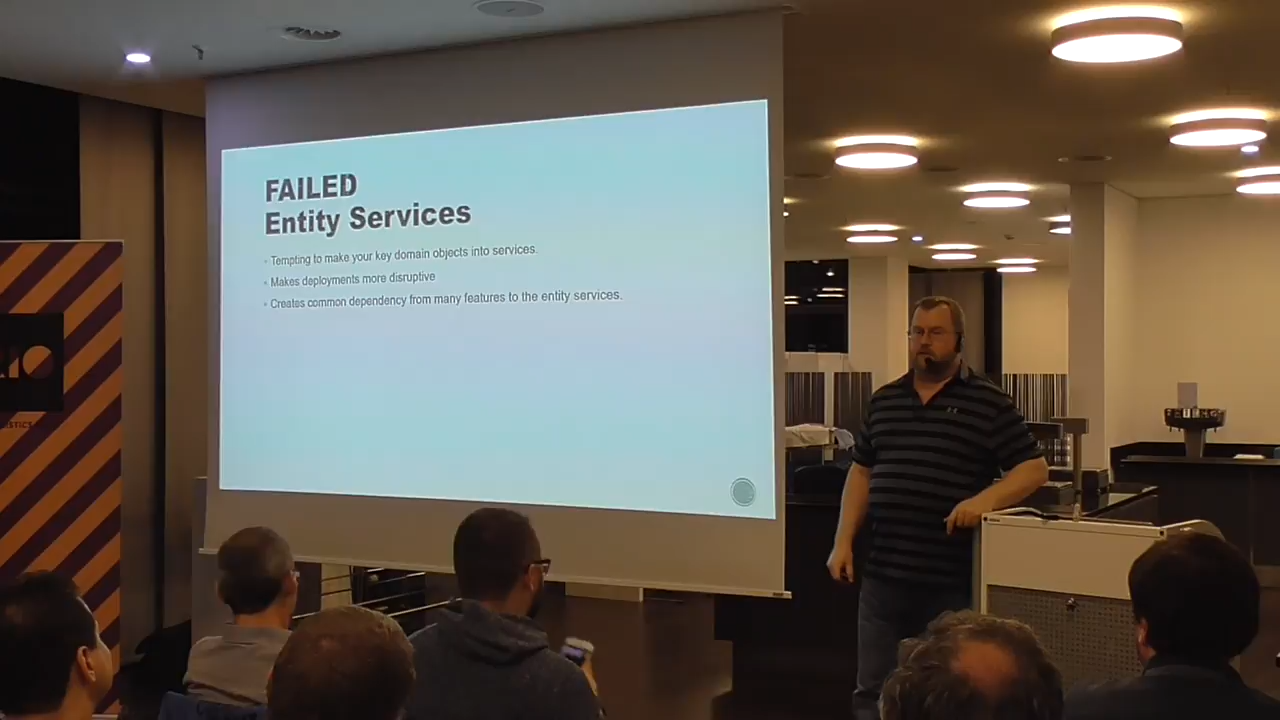 FAILED
Entity Services
Tempting to make your key domain objects into services.
Makes deployments more disruptive
Creates common dependency from many features to the entity services.